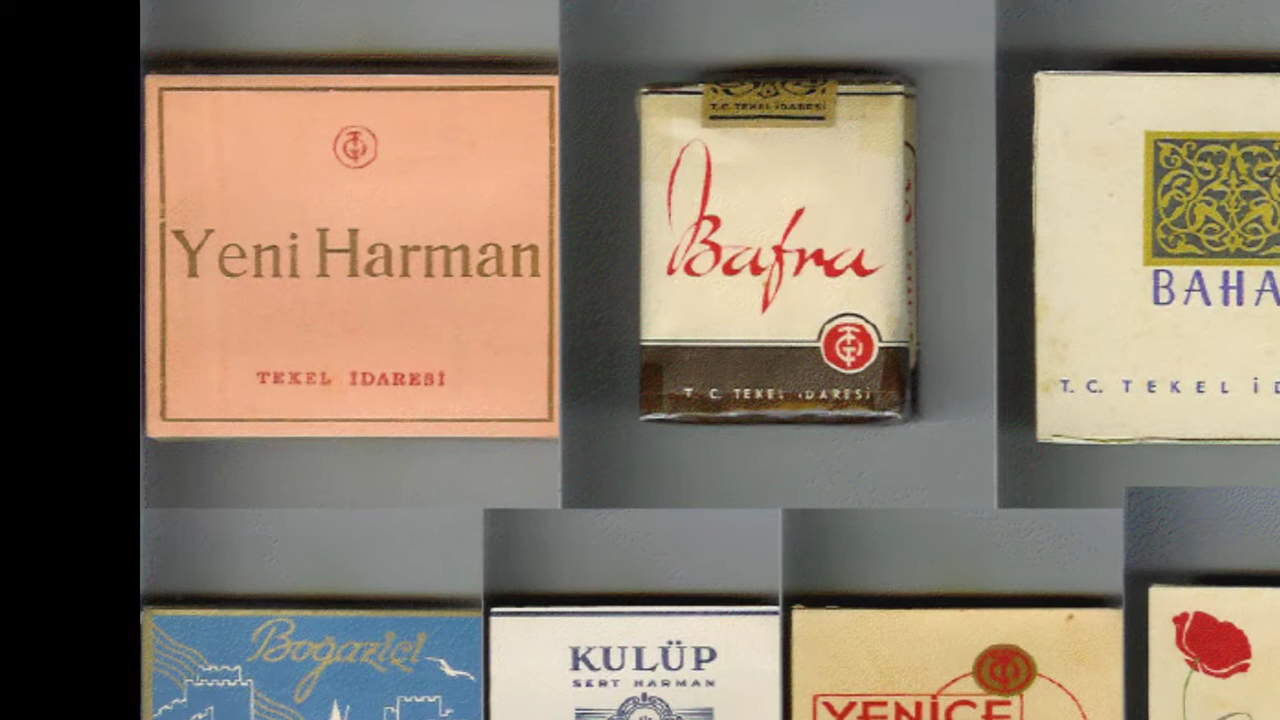 Yeni Harman
TEKEL İDARESİ
T.C. TEKEL İDARESİ
Bafra
T. C. TEKEL İDARESİ
BAHA
T. C. TEKEL İD
Boğaziçi
KULÜP
SERT HARMAN
YENİCE